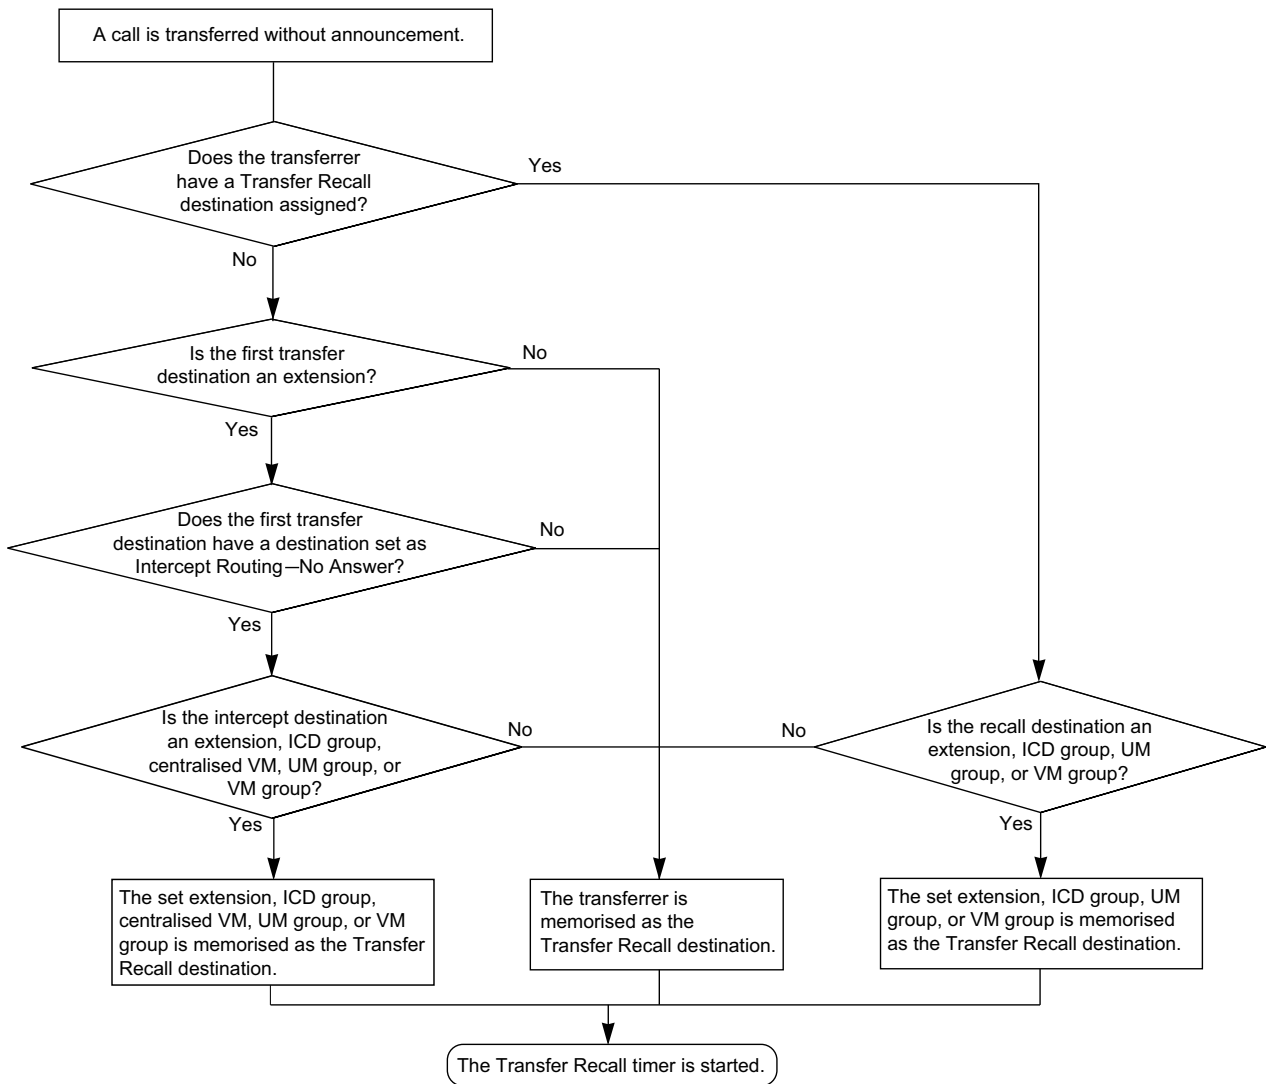 A call is transferred without announcement.
Does the transferrer
have a Transfer Recall
destination assigned?
Yes
No
Is the first transfer
destination an extension?
No
Yes
Does the first transfer
destination have a destination set as
Intercept Routing—No Answer?
No
Yes
Is the intercept destination
an extension, ICD group,
centralised VM, UM group, or
VM group?
No
No
Is the recall destination an
extension, ICD group, UM
group, or VM group?
Yes
Yes
The set extension, ICD group,
centralised VM, UM group, or VM
group is memorised as the Transfer
Recall destination.
The transferrer is
memorised as the
Transfer Recall destination.
The set extension, ICD group, UM
group, or VM group is memorised
as the Transfer Recall destination.
The Transfer Recall timer is started.